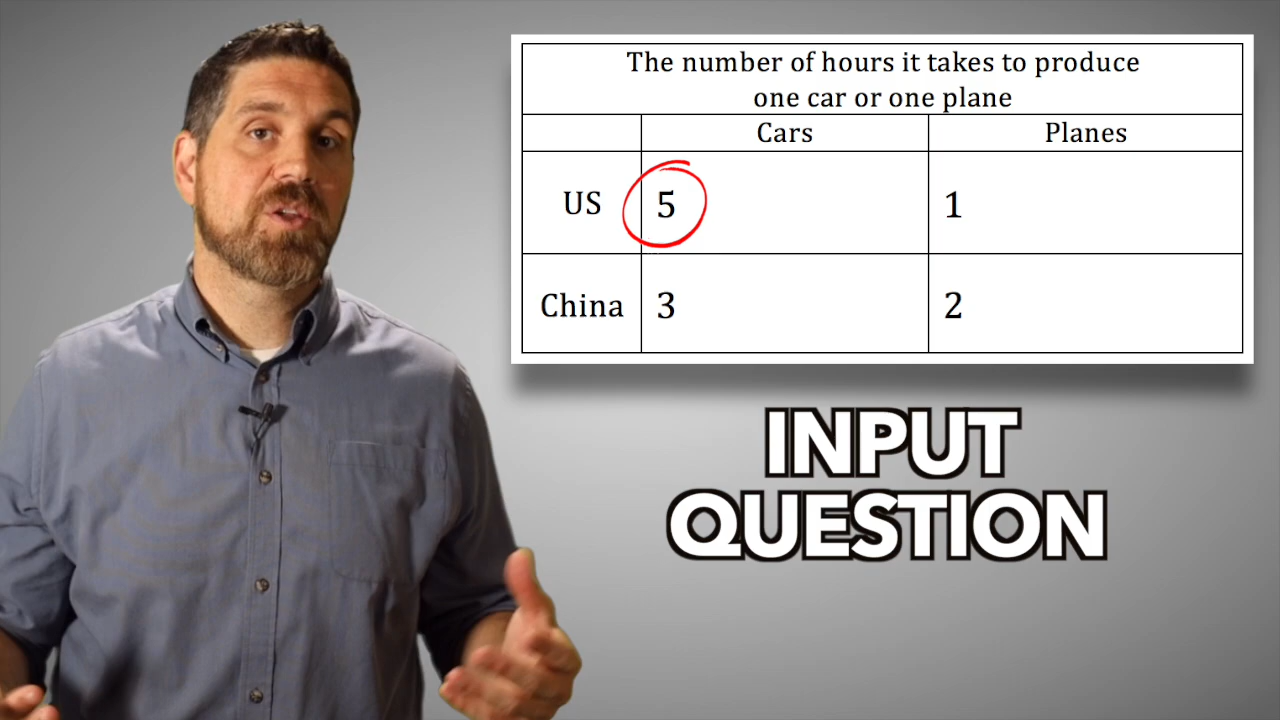 The number of hours it takes to produce
one car or one plane
Cars Planes
US 5 1
China 3 2
INPUT
QUESTION